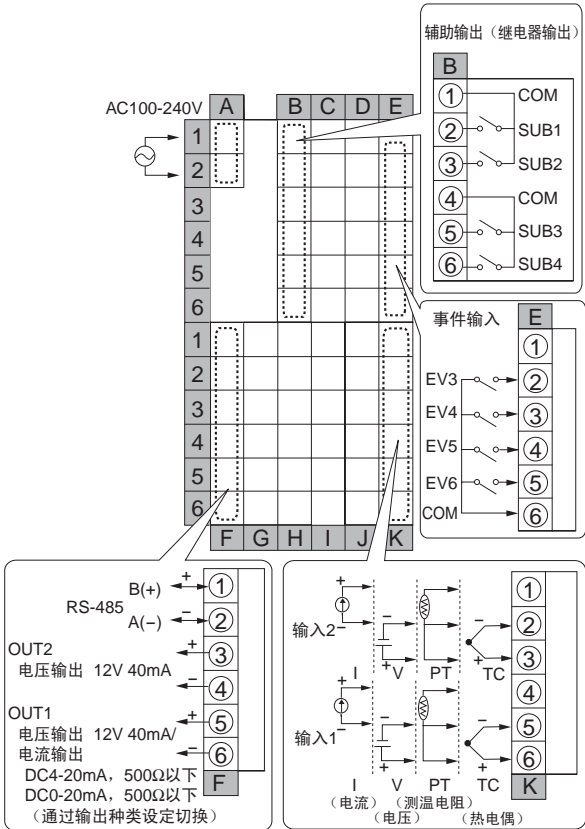 辅助输出（继电器输出）
B
① COM
② SUB1
③ SUB2
④ COM
⑤ SUB3
⑥ SUB4
AC100-240V
A B C D E
1
2
3
4
5
6
1
2
3
4
5
6
F G H I J K
事件输入 E
①
EV3 ②
EV4 ③
EV5 ④
EV6 ⑤
COM ⑥
B(+) + ①
RS-485
A(−) − ②
OUT2 + ③
电压输出 12V 40mA
− ④
OUT1 + ⑤
电压输出 12V 40mA/
电流输出 − ⑥
DC4-20mA，500Ω以下 F
DC0-20mA，500Ω以下
（通过输出种类设定切换）
①
+ − ②
输入2 − − ③
I + V PT + TC
④
+ − ⑤
输入1 − − ⑥
+ +
I V PT TC K
（电流） （测温电阻）
（电压） （热电偶）